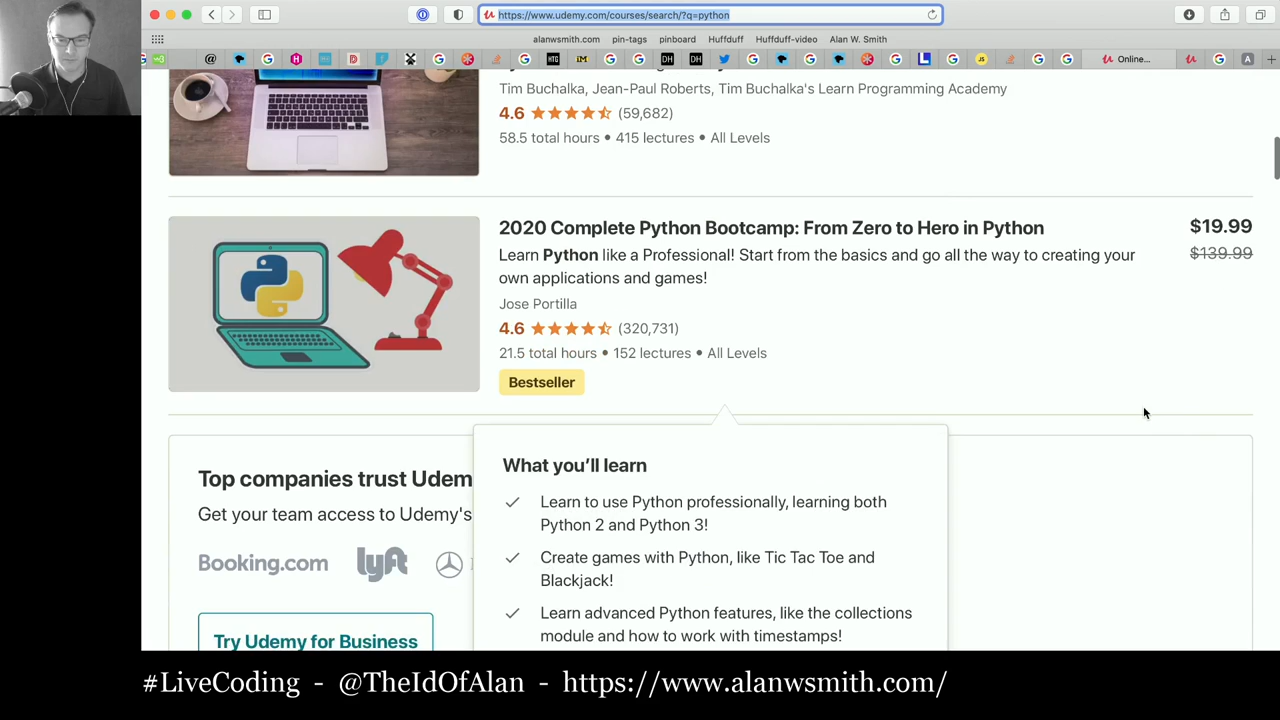 https://www.udemy.com/courses/search/?q=python
alanwsmith.com
pin-tags
pinboard
Huffduff
Huffduff-video
Alan W. Smith
Online...
Tim Buchalka, Jean-Paul Roberts, Tim Buchalka's Learn Programming Academy
4.6 (59,682)
58.5 total hours • 415 lectures • All Levels
2020 Complete Python Bootcamp: From Zero to Hero in Python
$19.99
Learn Python like a Professional! Start from the basics and go all the way to creating your
$139.99
own applications and games!
Jose Portilla
4.6 (320,731)
21.5 total hours • 152 lectures • All Levels
Bestseller
Top companies trust Udem
Get your team access to Udemy's
Booking.com
lyft
Try Udemy for Business
What you'll learn
Learn to use Python professionally, learning both
Python 2 and Python 3!
Create games with Python, like Tic Tac Toe and
Blackjack!
Learn advanced Python features, like the collections
module and how to work with timestamps!
#LiveCoding - @TheIdOfAlan - https://www.alanwsmith.com/